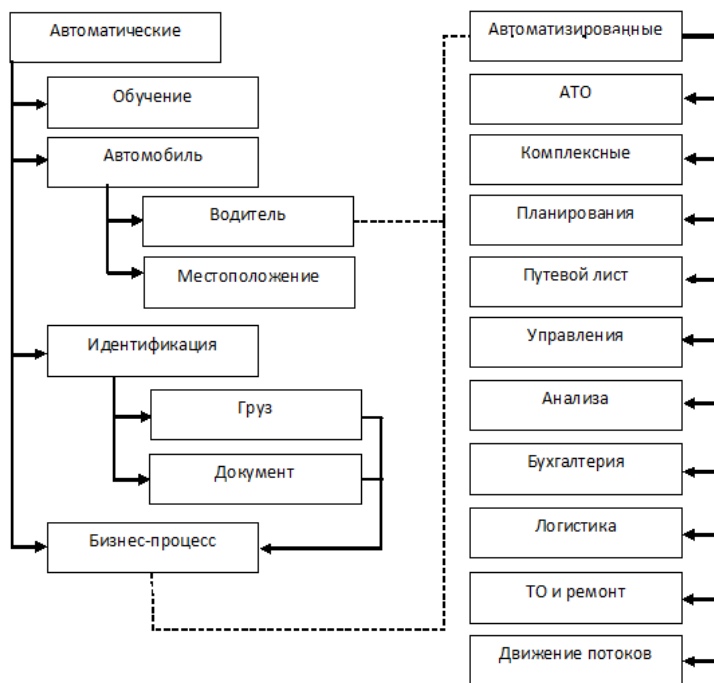 Автоматические
Обучение
Автомобиль
Водитель
Местоположение
Идентификация
Груз
Документ
Бизнес-процесс
Автоматизированные
АТО
Комплексные
Планирования
Путевой лист
Управления
Анализа
Бухгалтерия
Логистика
ТО и ремонт
Движение потоков